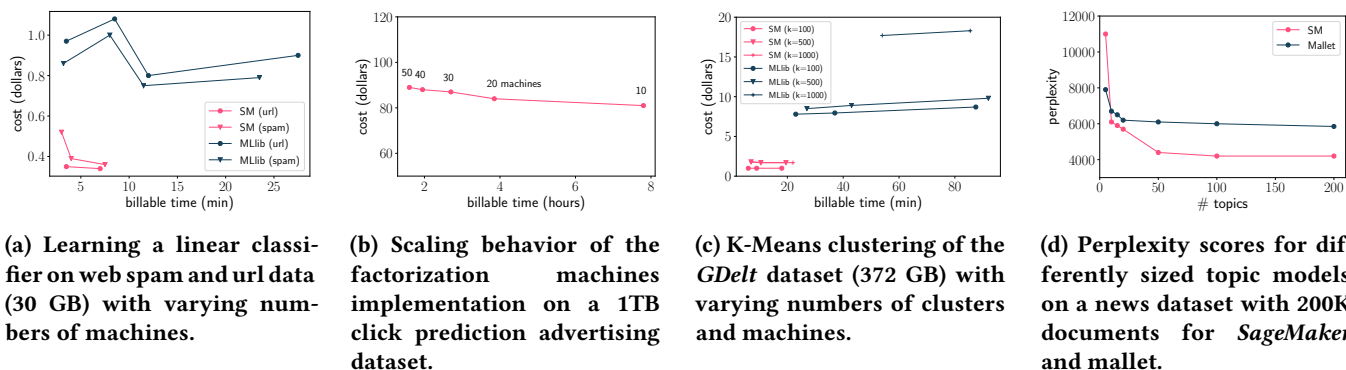 1.0
0.8
0.6
0.4
cost (dollars)
5 10 15 20 25
billable time (min)
SM (url)
SM (spam)
MLlib (url)
MLlib (spam)
120
100
80
60
cost (dollars)
50 40 30 20 machines 10
2 4 6 8
billable time (hours)
20
15
10
5
0
cost (dollars)
SM (k=100)
SM (k=500)
SM (k=1000)
MLlib (k=100)
MLlib (k=500)
MLlib (k=1000)
20 40 60 80
billable time (min)
12000
10000
8000
6000
4000
perplexity
SM
Mallet
0 50 100 150 200
# topics
(a) Learning a linear classi-
fier on web spam and url data
(30 GB) with varying num-
bers of machines.
(b) Scaling behavior of the
factorization machines
implementation on a 1TB
click prediction advertising
dataset.
(c) K-Means clustering of the
GDelt dataset (372 GB) with
varying numbers of clusters
and machines.
(d) Perplexity scores for dif-
ferently sized topic models
on a news dataset with 200K
documents for SageMaker
and mallet.